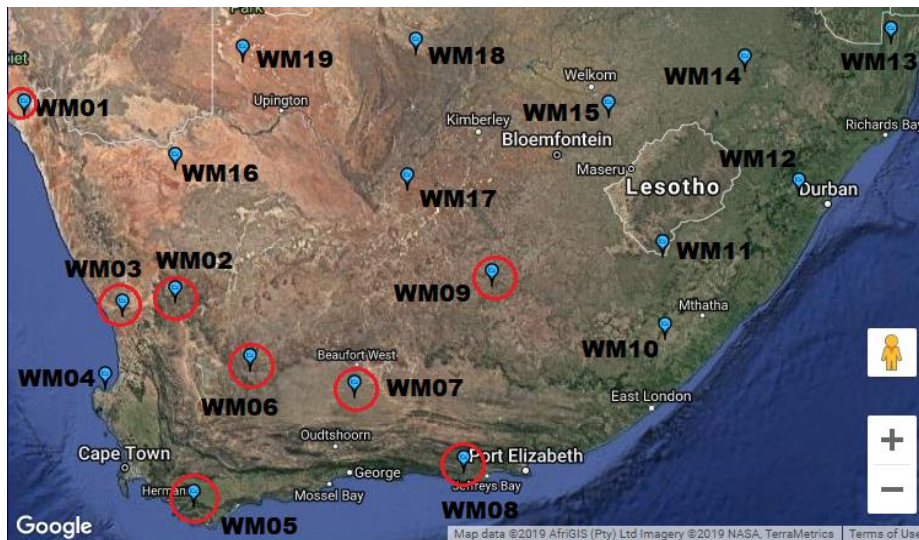 Park
WM19
WM18
WM13
WM14
Welkom
iet
WM01
Upington
WM15
Kimberley
Bloemfontein
Richards Bay
WM16
Maseru
Lesotho
WM12
Durban
WM17
WM11
WM03
WM02
WM09
Mthatha
WM10
Beaufort West
WM04
WM06
WM07
East London
Oudtshoorn
Cape Town
George
Port Elizabeth
Jeffreys Bay
Herman
Mossel Bay
WM05
WM08
Google
Map data ©2019 AfriGIS (Pty) Ltd Imagery ©2019 NASA, TerraMetrics
Terms of Use